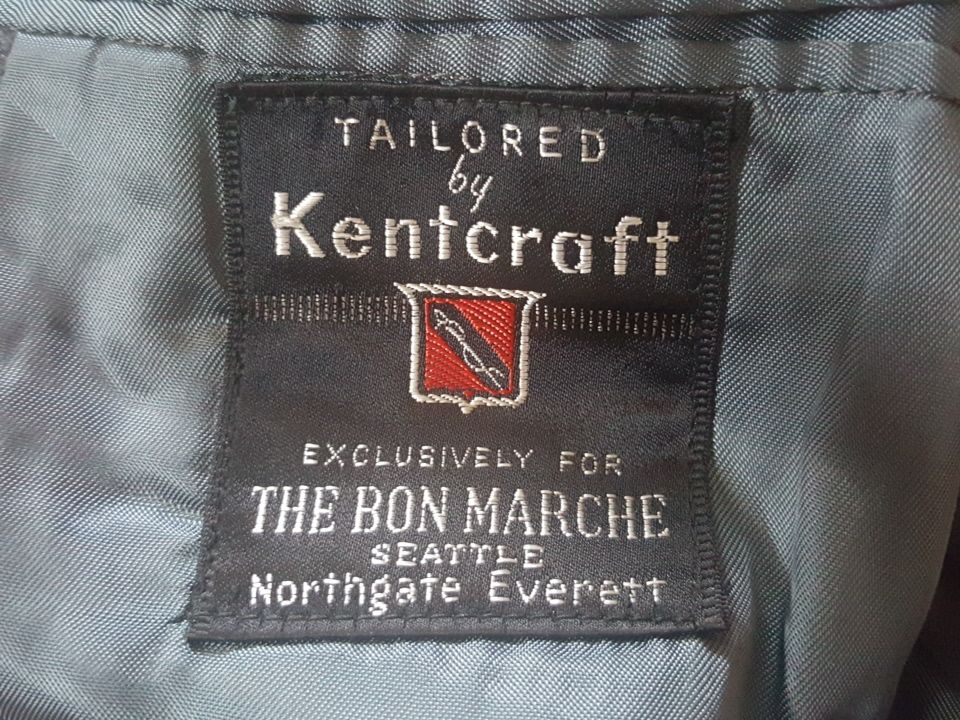 TAILORED
by
Kentcraft
EXCLUSIVELY FOR
THE BON MARCHE
SEATTLE
Northgate Everett